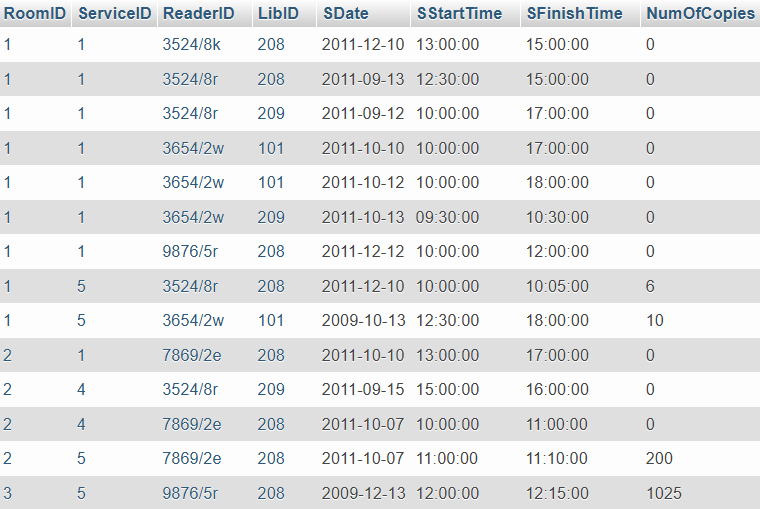 RoomID ServiceID ReaderID LibID SDate SStartTime SFinishTime NumOfCopies
1 1 3524/8k 208 2011-12-10 13:00:00 15:00:00 0
1 1 3524/8r 208 2011-09-13 12:30:00 15:00:00 0
1 1 3524/8r 209 2011-09-12 10:00:00 17:00:00 0
1 1 3654/2w 101 2011-10-10 10:00:00 17:00:00 0
1 1 3654/2w 101 2011-10-12 10:00:00 18:00:00 0
1 1 3654/2w 209 2011-10-13 09:30:00 10:30:00 0
1 1 9876/5r 208 2011-12-12 10:00:00 12:00:00 0
1 5 3524/8r 208 2011-12-10 10:00:00 10:05:00 6
1 5 3654/2w 101 2009-10-13 12:30:00 18:00:00 10
2 1 7869/2e 208 2011-10-10 13:00:00 17:00:00 0
2 4 3524/8r 209 2011-09-15 15:00:00 16:00:00 0
2 4 7869/2e 208 2011-10-07 10:00:00 11:00:00 0
2 5 7869/2e 208 2011-10-07 11:00:00 11:10:00 200
3 5 9876/5r 208 2009-12-13 12:00:00 12:15:00 1025